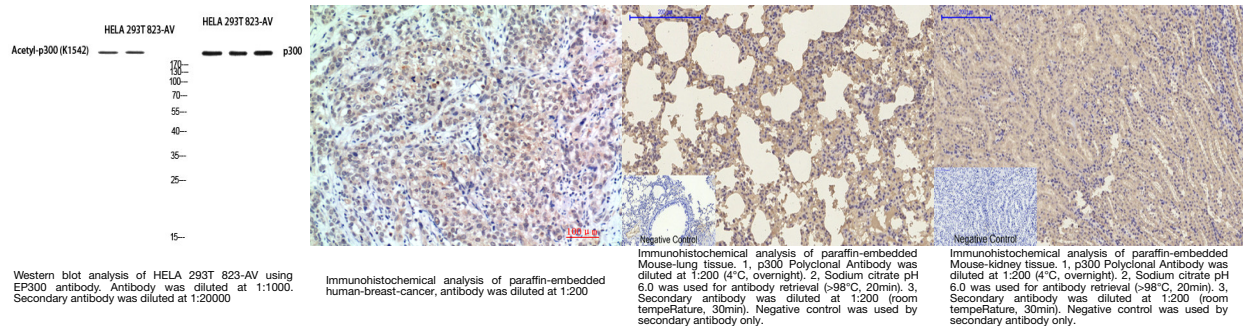 HELA 293T 823-AV
HELA 293T 823-AV
Acetyl-p300 (K1542)
p300
170—
130—
100—
70—
55—
40—
35—
25—
15—
200 μm
Negative Control
Negative Control
Western blot analysis of HELA 293T 823-AV using
EP300 antibody. Antibody was diluted at 1:1000.
Secondary antibody was diluted at 1:20000
Immunohistochemical analysis of paraffin-embedded
human-breast-cancer, antibody was diluted at 1:200
Immunohistochemical analysis of paraffin-embedded
Mouse-lung tissue. 1, p300 Polyclonal Antibody was
diluted at 1:200 (4°C, overnight). 2, Sodium citrate pH
6.0 was used for antibody retrieval (>98°C, 20min). 3,
Secondary antibody was diluted at 1:200 (room
tempeRature, 30min). Negative control was used by
secondary antibody only.
Immunohistochemical analysis of paraffin-embedded
Mouse-kidney tissue. 1, p300 Polyclonal Antibody was
diluted at 1:200 (4°C, overnight). 2, Sodium citrate pH
6.0 was used for antibody retrieval (>98°C, 20min). 3,
Secondary antibody was diluted at 1:200 (room
tempeRature, 30min). Negative control was used by
secondary antibody only.